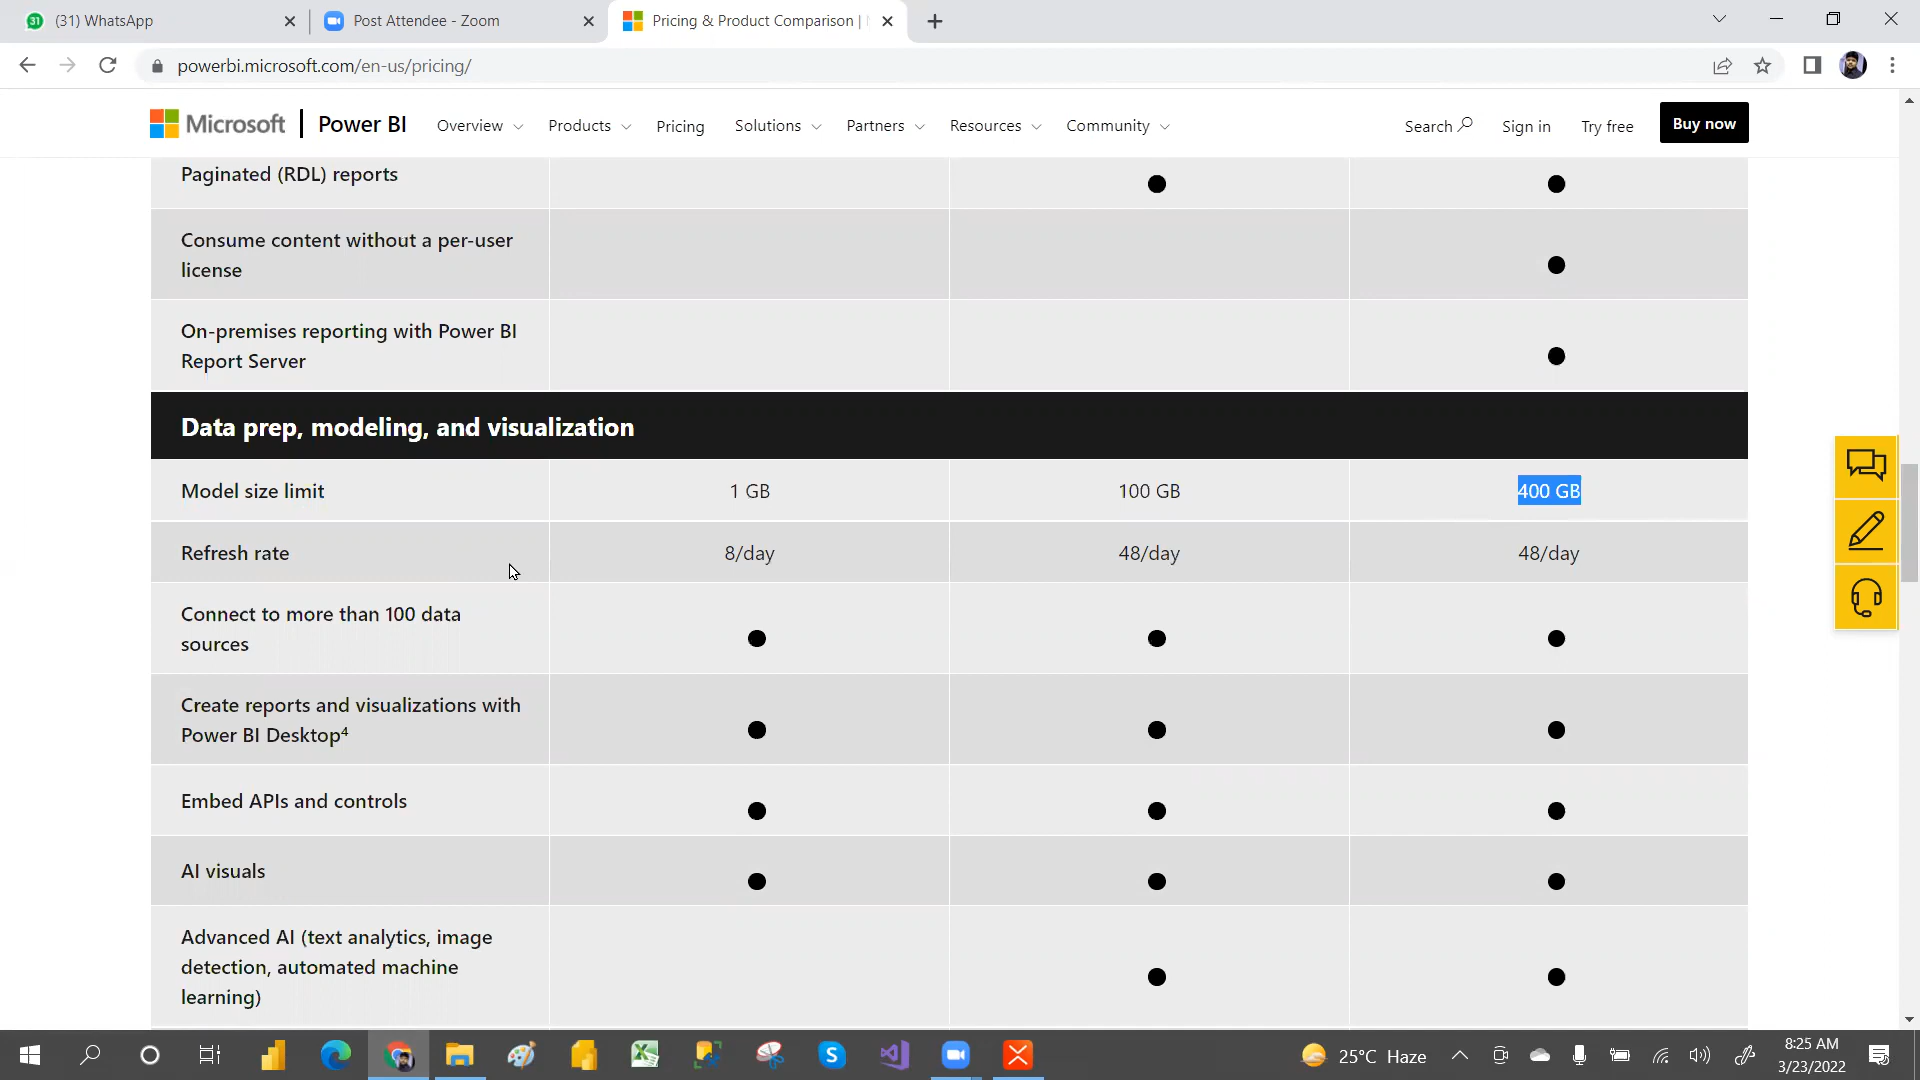 (31) WhatsApp
Post Attendee - Zoom
Pricing & Product Comparison |
powerbi.microsoft.com/en-us/pricing/
Microsoft | Power BI Overview Products Pricing Solutions Partners Resources Community Search Sign in Try free Buy now
Paginated (RDL) reports
Consume content without a per-user
license
On-premises reporting with Power BI
Report Server
Data prep, modeling, and visualization
Model size limit 1 GB 100 GB 400 GB
Refresh rate 8/day 48/day 48/day
Connect to more than 100 data
sources
Create reports and visualizations with
Power BI Desktop⁴
Embed APIs and controls
AI visuals
Advanced AI (text analytics, image
detection, automated machine
learning)
25°C Haze
8:25 AM
3/23/2022